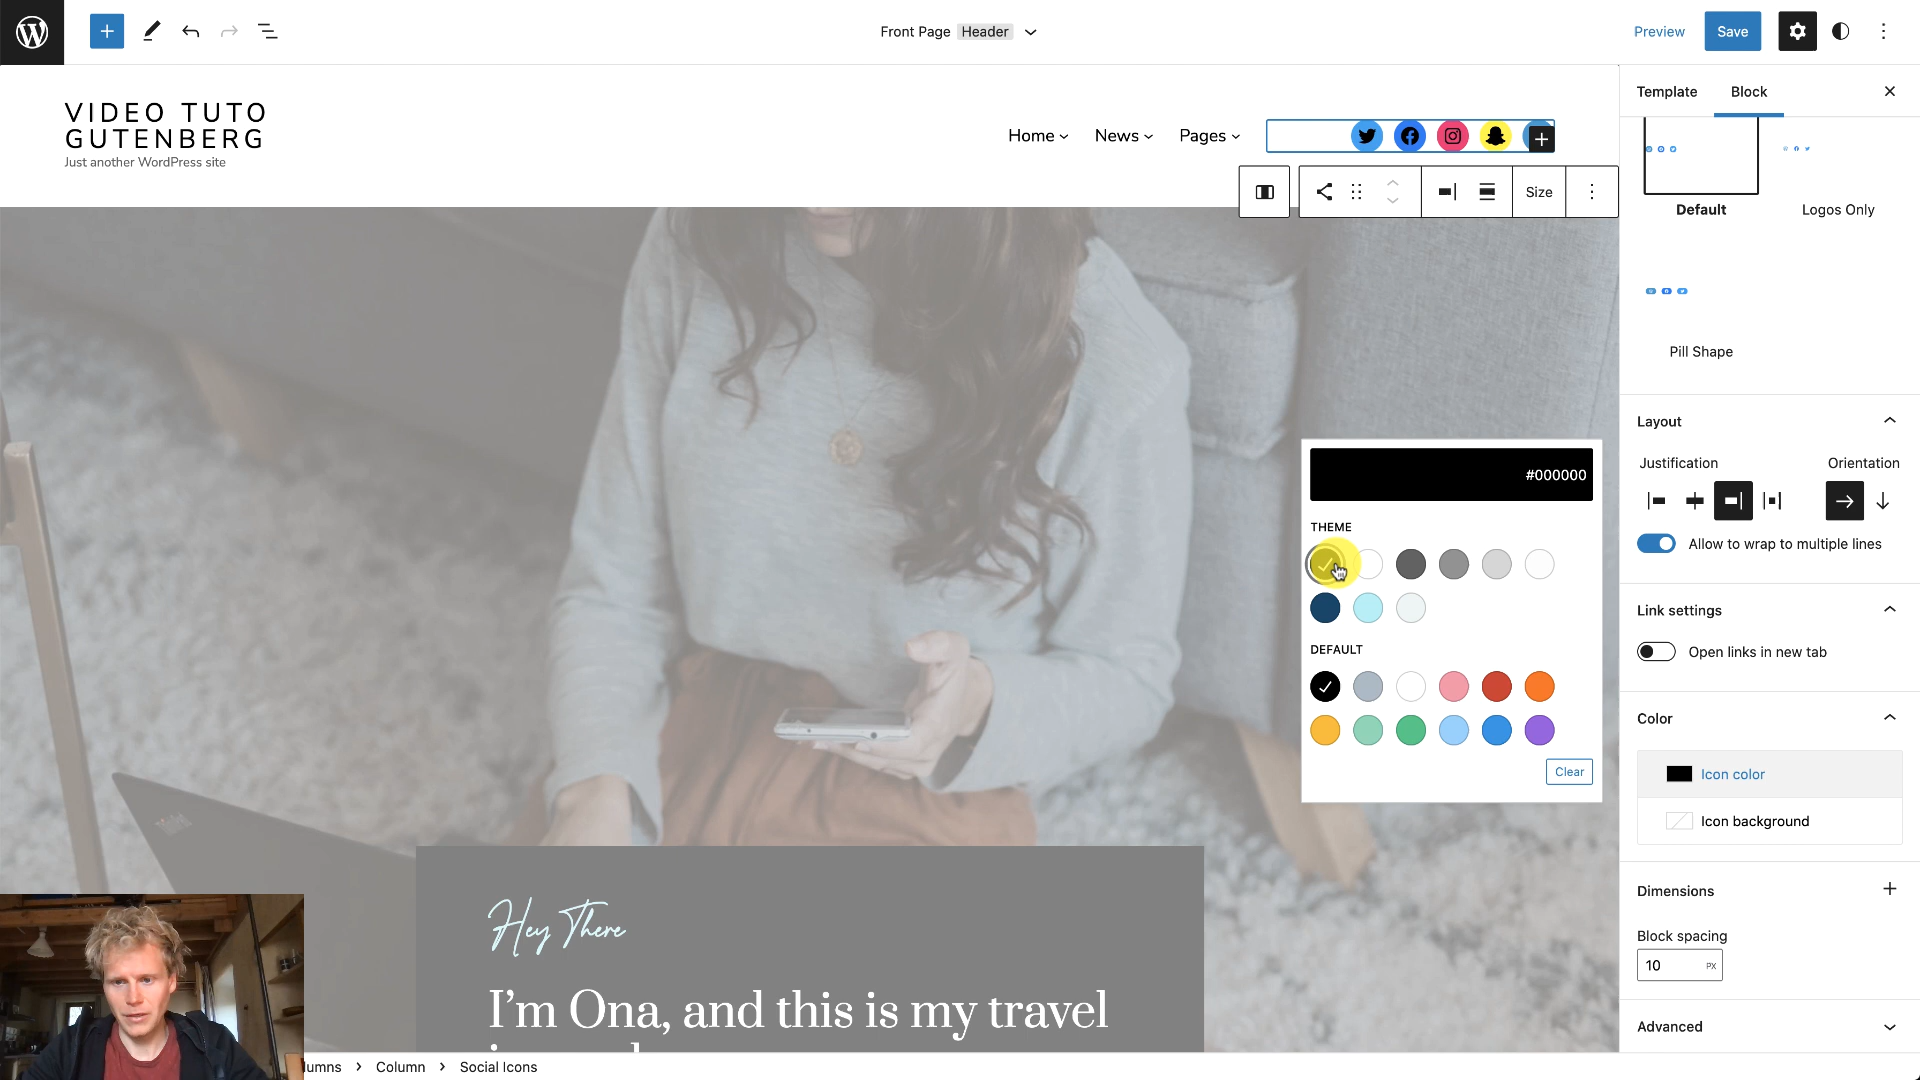 Front Page Header
Preview
Save
Template
Block
VIDEO TUTO
GUTENBERG
Just another WordPress site
Home
News
Pages
Size
Default
Logos Only
Pill Shape
Layout
Justification
Orientation
Allow to wrap to multiple lines
Link settings
Open links in new tab
#000000
THEME
DEFAULT
Clear
Color
Icon color
Icon background
Dimensions
Block spacing
10 PX
Advanced
Hey There
I’m Ona, and this is my travel
lumns > Column > Social Icons